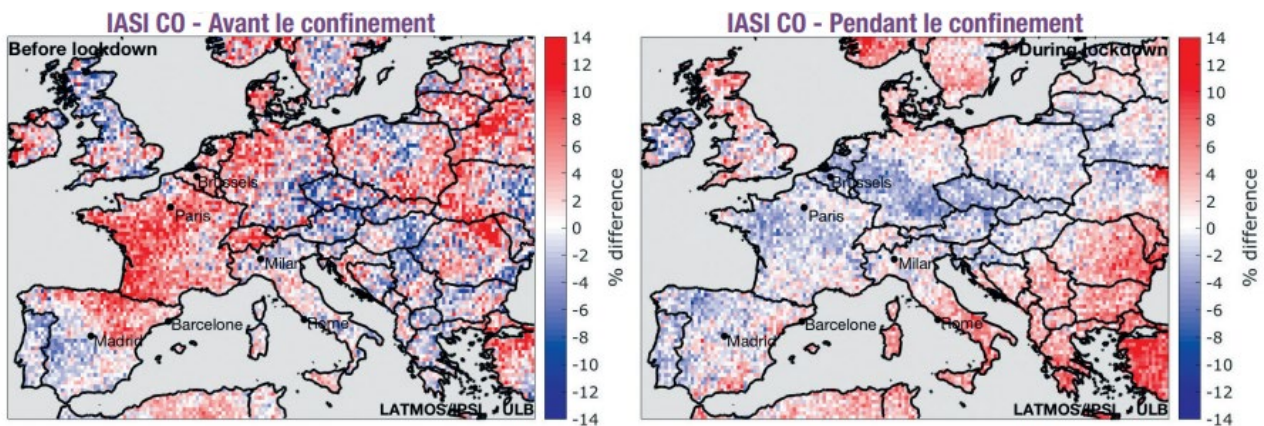 IASI CO - Avant le confinement
Before lockdown
14
12
10
8
6
4
2
0
-2
-4
-6
-8
-10
-12
-14
% difference
Brussels
Paris
Milan
Barcelone
Rome
Madrid
LATMOS/IPSL - ULB
IASI CO - Pendant le confinement
During lockdown
14
12
10
8
6
4
2
0
-2
-4
-6
-8
-10
-12
-14
% difference
Brussels
Paris
Milan
Barcelone
Rome
Madrid
LATMOS/IPSL - ULB